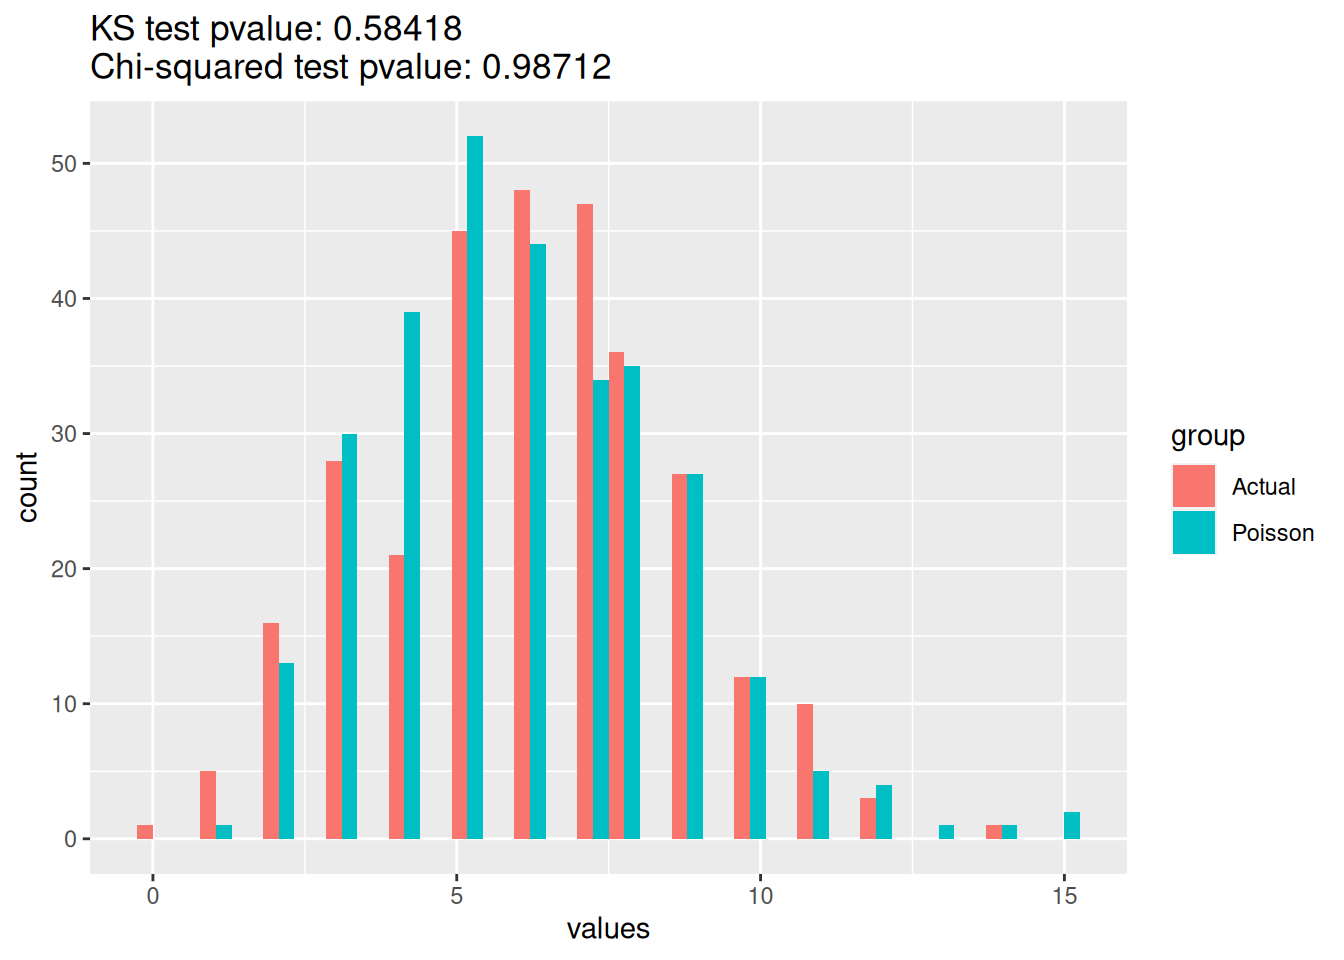 KS test pvalue: 0.58418
Chi-squared test pvalue: 0.98712
50
40
30
20
10
0
count
0 5 10 15
values
group
Actual
Poisson